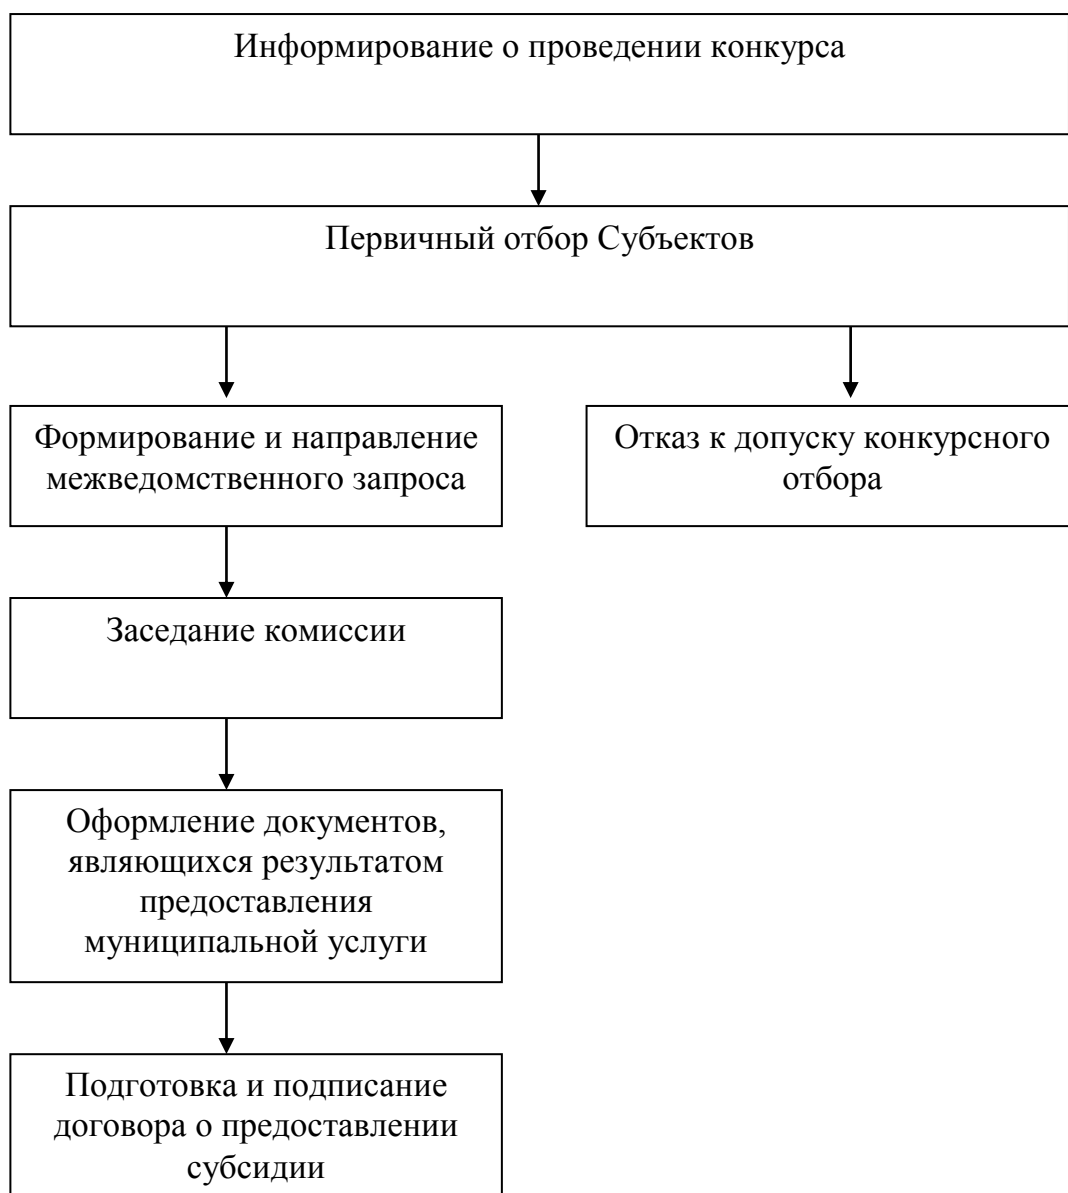 Информирование о проведении конкурса
Первичный отбор Субъектов
Формирование и направление
межведомственного запроса
Отказ к допуску конкурсного
отбора
Заседание комиссии
Оформление документов,
являющихся результатом
предоставления
муниципальной услуги
Подготовка и подписание
договора о предоставлении
субсидии